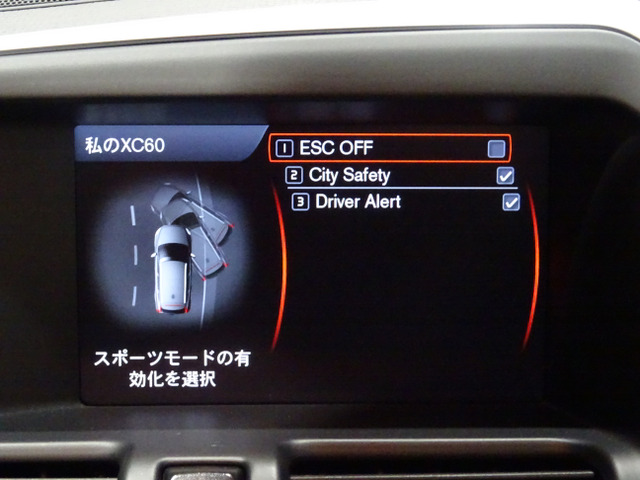 私のXC60
1 ESC OFF
2 City Safety
3 Driver Alert
スポーツモードの有
効化を選択